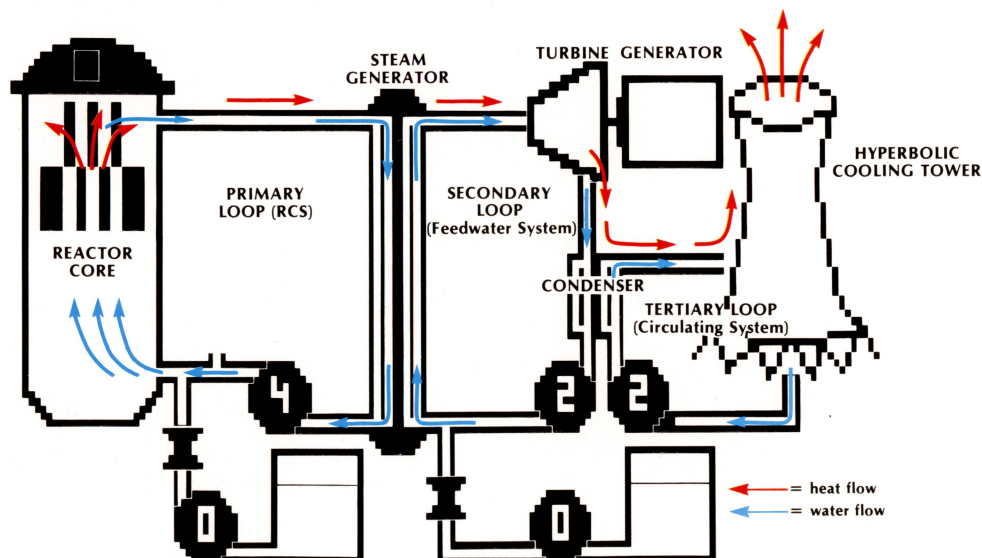 STEAM
GENERATOR
TURBINE GENERATOR
HYPERBOLIC
COOLING TOWER
PRIMARY
LOOP (RCS)
SECONDARY
LOOP
(Feedwater System)
REACTOR
CORE
CONDENSER
TERTIARY LOOP
(Circulating System)
4
2
2
0
0
= heat flow
= water flow